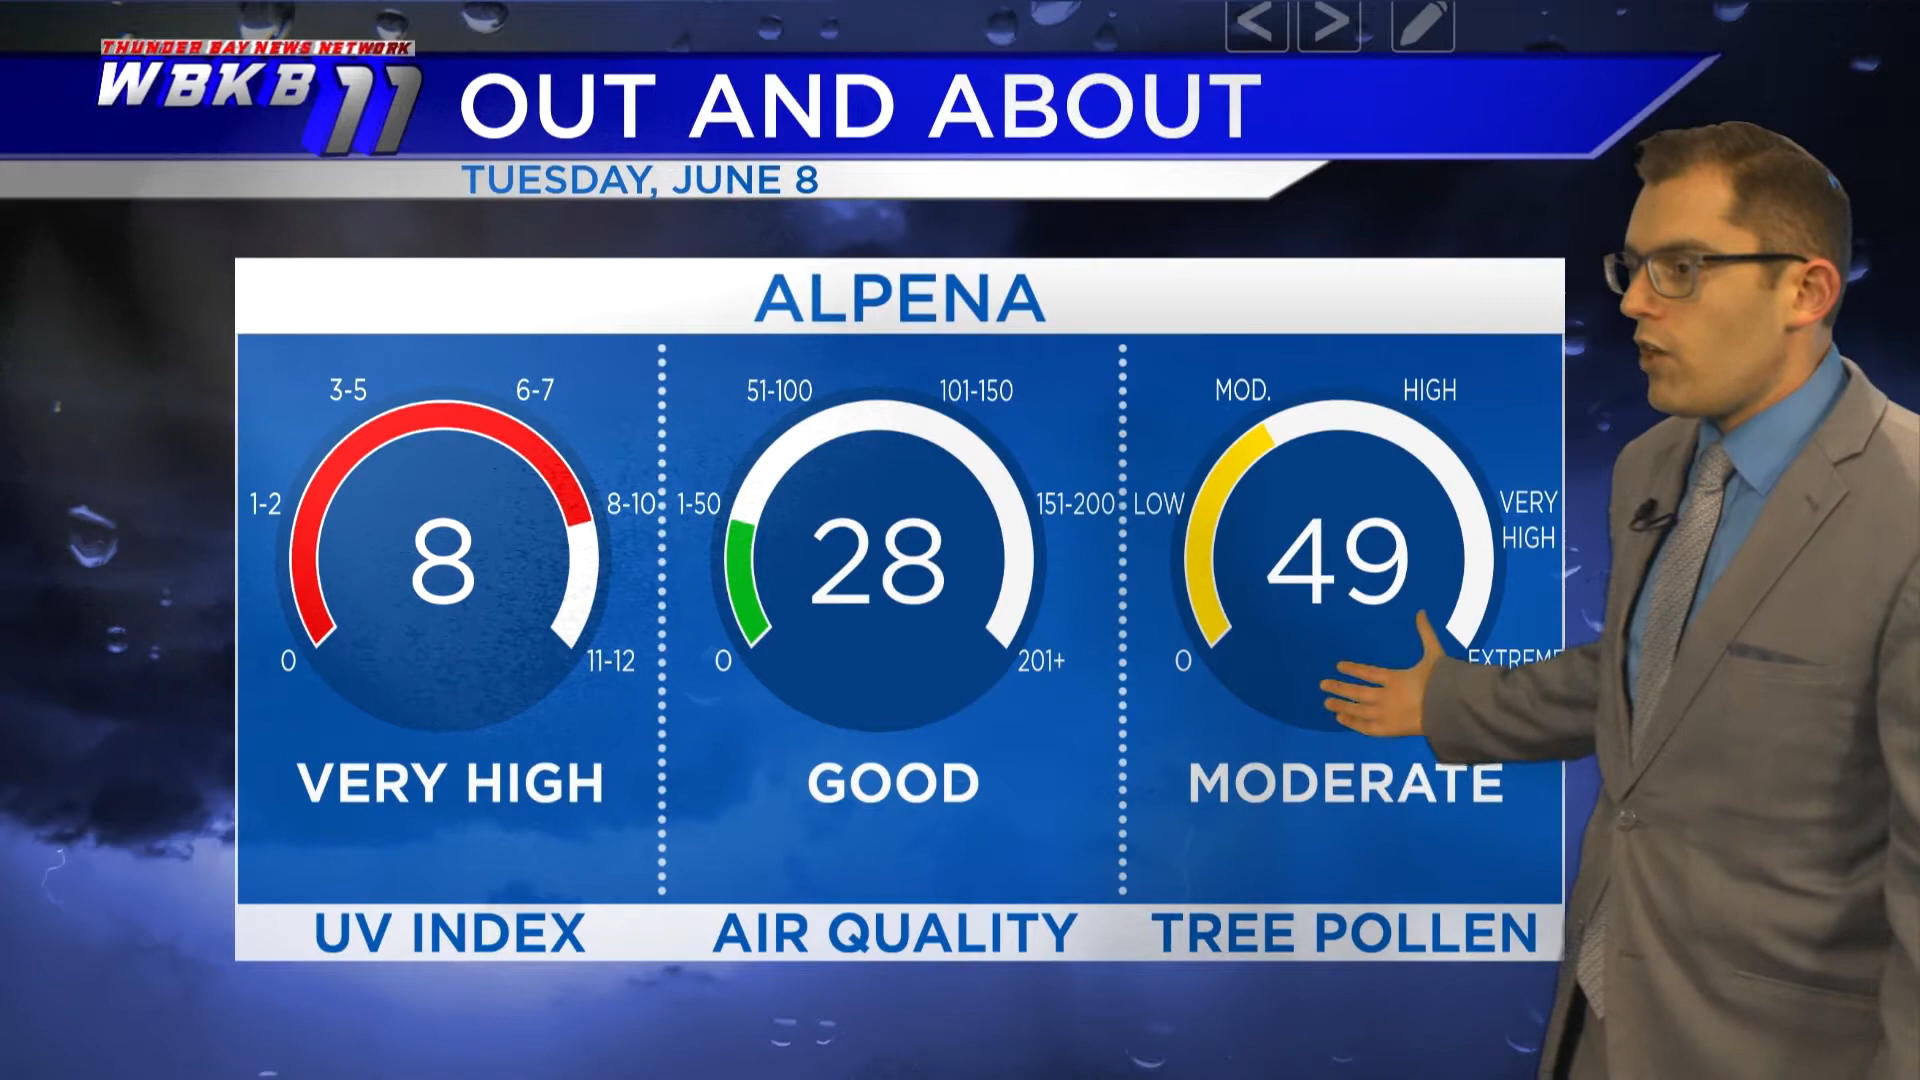 THUNDER BAY NEWS NETWORK
WBKB 11
OUT AND ABOUT
TUESDAY, JUNE 8
ALPENA
3-5
6-7
1-2
8-10
8
0
11-12
VERY HIGH
UV INDEX
51-100
101-150
1-50
151-200
28
0
201+
GOOD
AIR QUALITY
MOD.
HIGH
LOW
VERY
HIGH
49
0
EXTREME
MODERATE
TREE POLLEN